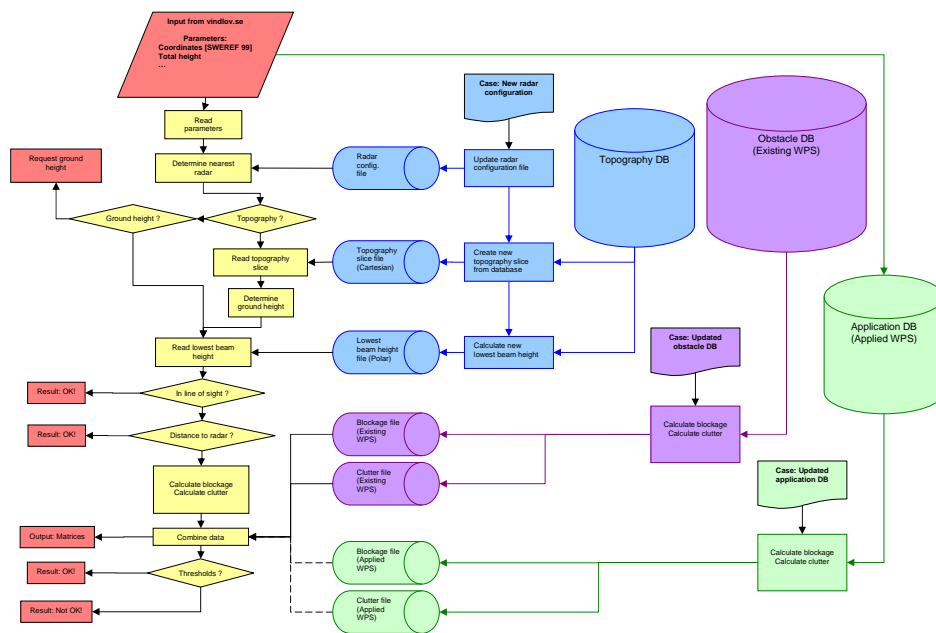 Input from vindlov.se
Parameters:
Coordinates [SWEREF 99]
Total height
...
Read
parameters
Case: New radar
configuration
Obstacle DB
(Existing WPS)
Topography DB
Request ground
height
Determine nearest
radar
Radar
config.
file
Update radar
configuration file
Ground height ?
Topography ?
Read topography
slice
Topography
slice file
(Cartesian)
Create new
topography slice
from database
Determine
ground height
Application DB
(Applied WPS)
Read lowest beam
height
Lowest
beam height
file (Polar)
Calculate new
lowest beam height
Case: Updated
obstacle DB
Result: OK!
In line of sight ?
Result: OK!
Distance to radar ?
Blockage file
(Existing
WPS)
Calculate blockage
Calculate clutter
Calculate blockage
Calculate clutter
Clutter file
(Existing
WPS)
Case: Updated
application DB
Output: Matrices
Combine data
Blockage file
(Applied
WPS)
Calculate blockage
Calculate clutter
Result: OK!
Thresholds ?
Clutter file
(Applied
WPS)
Result: Not OK!